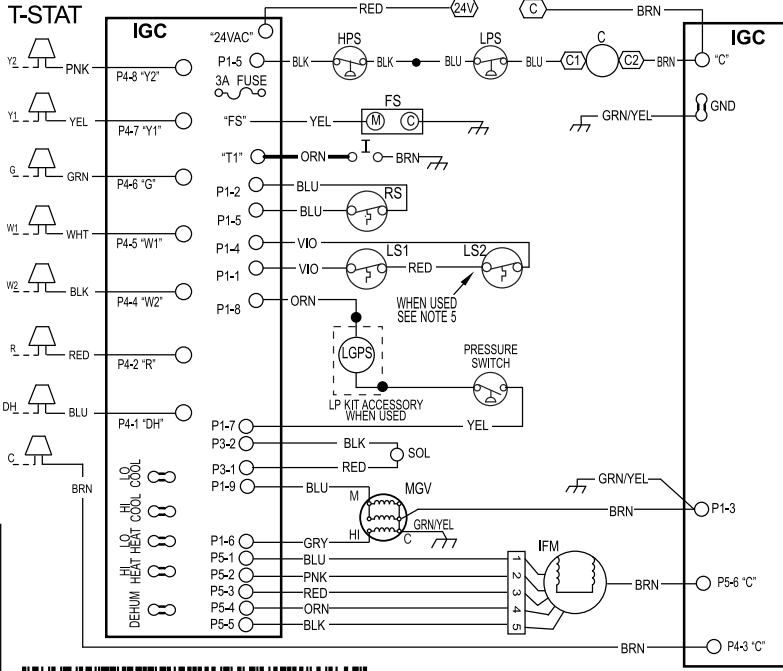 T-STAT
IGC
IGC
"24VAC"
RED
24V
C
BRN
Y2
PNK
P4-8 "Y2"
P1-5
BLK
HPS
BLK
BLU
LPS
BLU
C1
C
C2
BRN
"C"
3A FUSE
Y1
YEL
P4-7 "Y1"
"FS"
YEL
FS
M
C
GRN/YEL
GND
"T1"
ORN
I
BRN
G
GRN
P4-6 "G"
P1-2
BLU
RS
P1-5
BLU
W1
WHT
P4-5 "W1"
P1-4
VIO
LS1
RED
LS2
P1-1
VIO
W2
BLK
P4-4 "W2"
P1-8
ORN
WHEN USED
SEE NOTE 5
R
RED
P4-2 "R"
LGPS
LP KIT ACCESSORY
WHEN USED
PRESSURE
SWITCH
DH
BLU
P4-1 "DH"
P1-7
YEL
P3-2
BLK
SOL
P3-1
RED
C
BRN
P1-9
BLU
M
MGV
HI
C
GRN/YEL
GRN/YEL
BRN
P1-3
P1-6
GRY
P5-1
BLU
1
P5-2
PNK
2
P5-3
RED
3
P5-4
ORN
4
P5-5
BLK
5
IFM
BRN
P5-6 "C"
BRN
P4-3 "C"
LO
COOL
HI
COOL
LO
HEAT
HI
HEAT
DEHUM